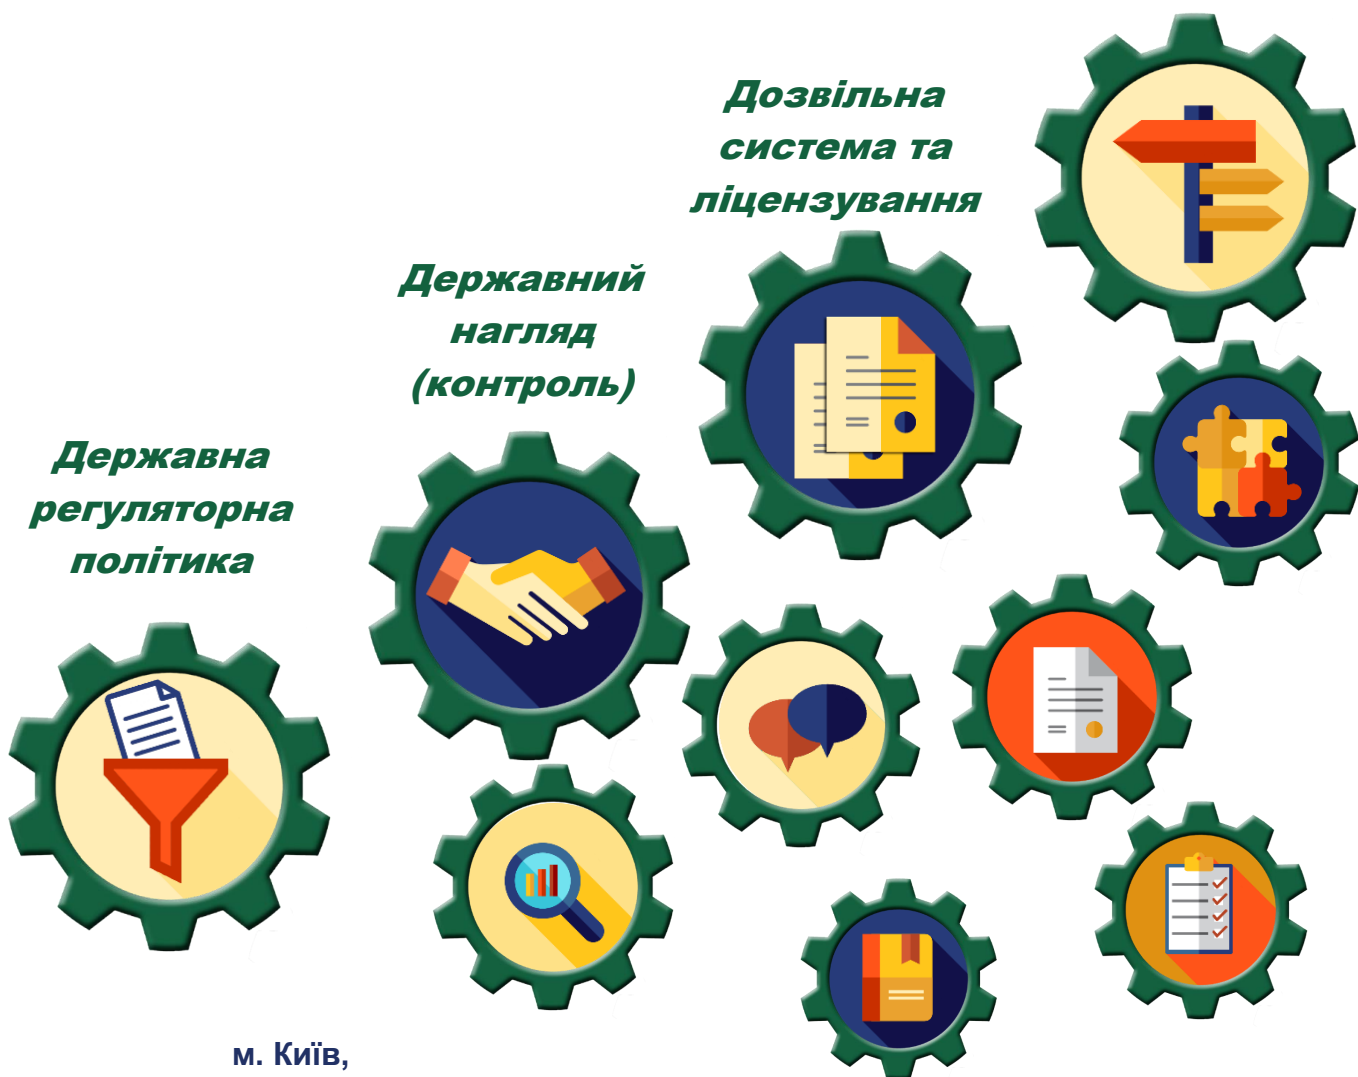 Дозвільна
система та
ліцензування
Державний
нагляд
(контроль)
Державна
регуляторна
політика
м. Київ,